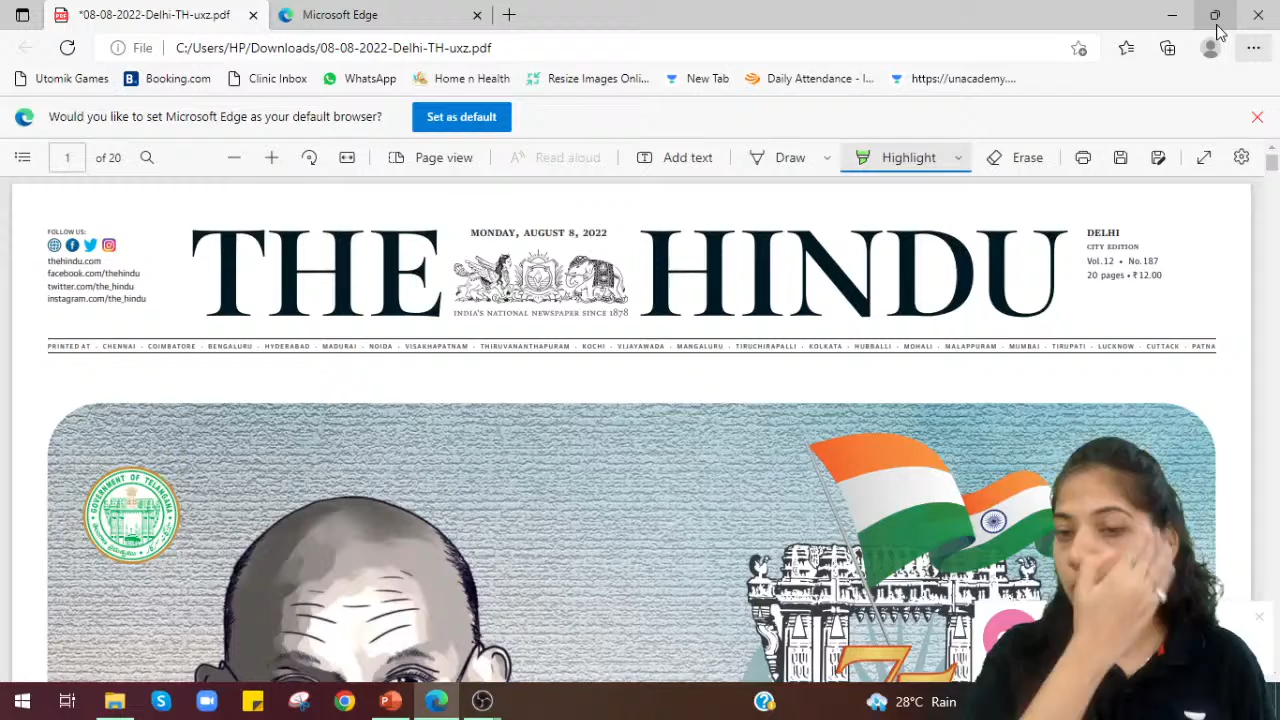 *08-08-2022-Delhi-TH-uxz.pdf
Microsoft Edge
File C:/Users/HP/Downloads/08-08-2022-Delhi-TH-uxz.pdf
Utomik Games Booking.com Clinic Inbox WhatsApp Home n Health Resize Images Onli... New Tab Daily Attendance - I... https://unacademy....
Would you like to set Microsoft Edge as your default browser? Set as default
1 of 20 Page view Read aloud Add text Draw Highlight Erase
FOLLOW US:
thehindu.com
facebook.com/thehindu
twitter.com/the_hindu
instagram.com/the_hindu
THE HINDU
MONDAY, AUGUST 8, 2022
INDIA'S NATIONAL NEWSPAPER SINCE 1878
DELHI
CITY EDITION
Vol.12 • No.187
20 pages • ₹12.00
PRINTED AT • CHENNAI • COIMBATORE • BENGALURU • HYDERABAD • MADURAI • NOIDA • VISAKHAPATNAM • THIRUVANANTHAPURAM • KOCHI • VIJAYAWADA • MANGALURU • TIRUCHIRAPALLI • KOLKATA • HUBBALLI • MOHALI • MALAPPURAM • MUMBAI • TIRUPATI • LUCKNOW • CUTTACK • PATNA
GOVERNMENT OF TELANGANA
28°C Rain